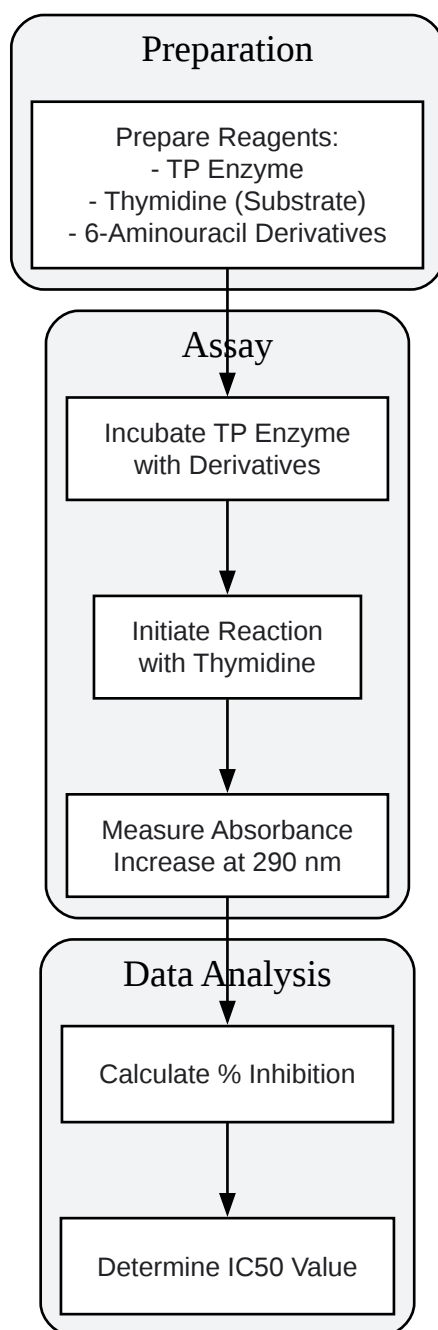 Preparation
Prepare Reagents:
- TP Enzyme
- Thymidine (Substrate)
- 6-Aminouracil Derivatives
Assay
Incubate TP Enzyme
with Derivatives
Initiate Reaction
with Thymidine
Measure Absorbance
Increase at 290 nm
Data Analysis
Calculate % Inhibition
Determine IC50 Value